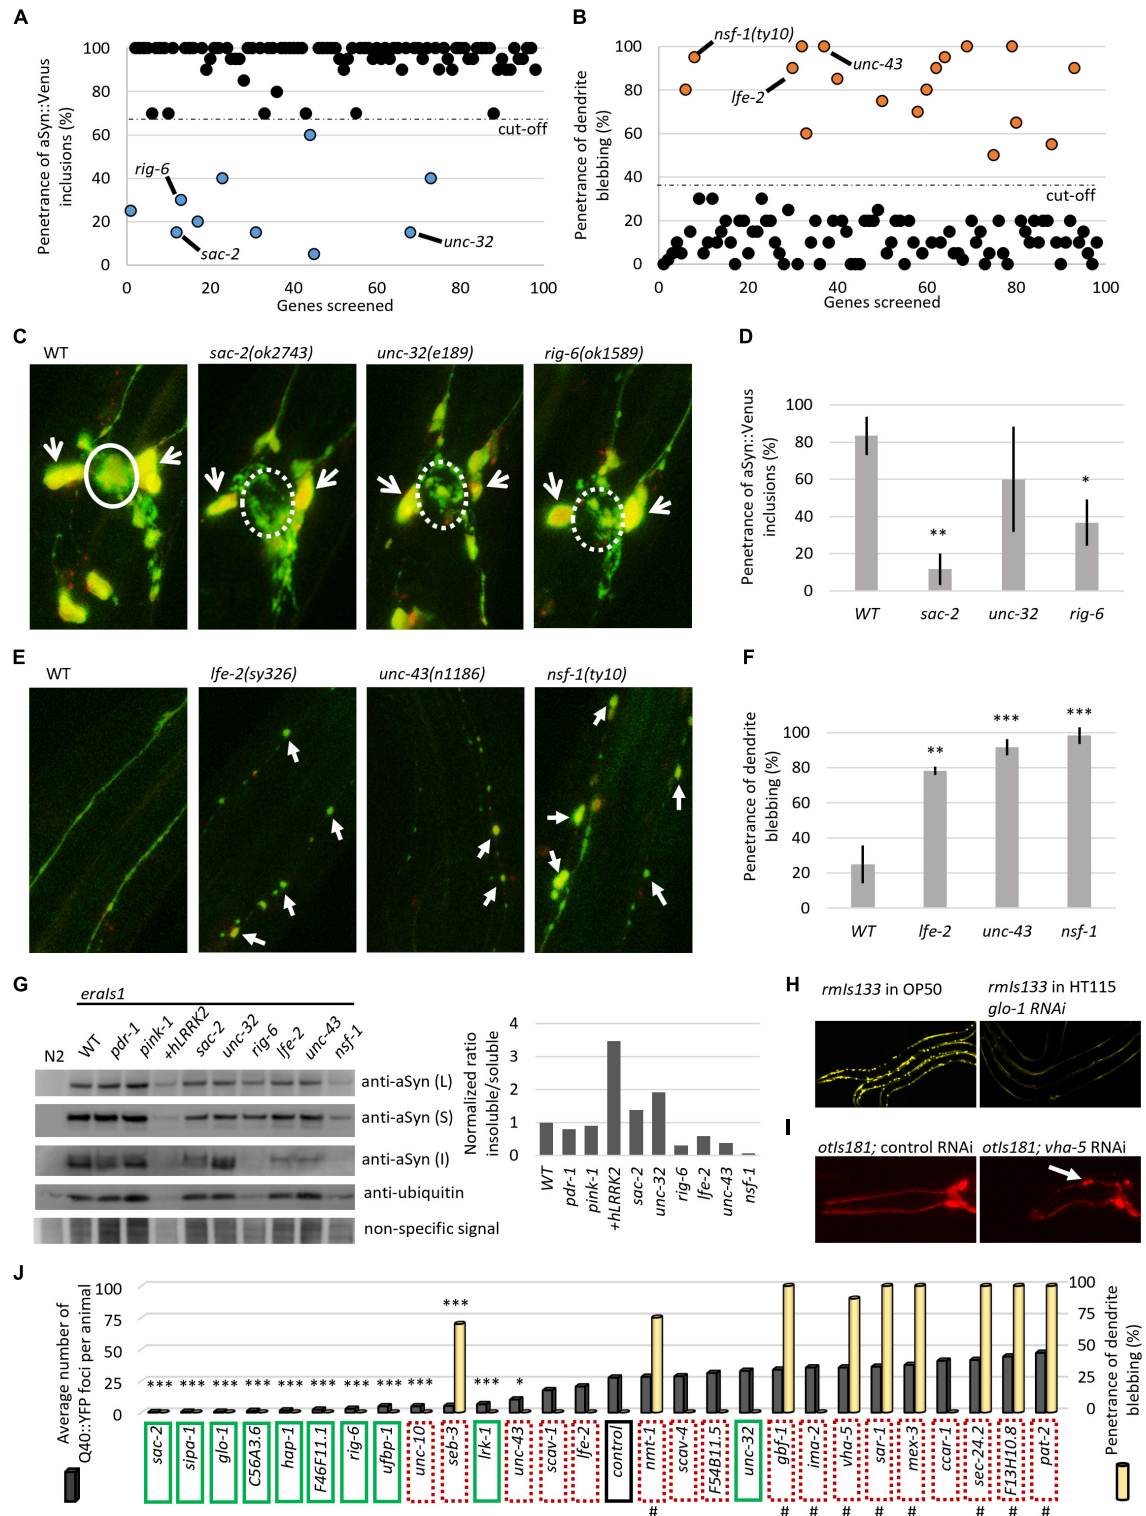 A
Penetrance of aSyn::Venus
inclusions (%)
100
80
60
40
20
0
cut-off
rig-6
sac-2
unc-32
0 20 40 60 80 100
Genes screened
B
Penetrance of dendrite
blebbing (%)
100
80
60
40
20
0
nsf-1(ty10)
unc-43
lfe-2
cut-off
0 20 40 60 80 100
Genes screened
C
WT sac-2(ok2743) unc-32(e189) rig-6(ok1589)
D
Penetrance of aSyn::Venus
inclusions (%)
100
80
60
40
20
0
**
*
WT sac-2 unc-32 rig-6
E
WT lfe-2(sy326) unc-43(n1186) nsf-1(ty10)
F
Penetrance of dendrite
blebbing (%)
100
80
60
40
20
0
**
***
***
WT lfe-2 unc-43 nsf-1
G
eraIs1
N2 WT pdr-1 pink-1 +hLRRK2 sac-2 unc-32 rig-6 lfe-2 unc-43 nsf-1
anti-aSyn (L)
anti-aSyn (S)
anti-aSyn (I)
anti-ubiquitin
non-specific signal
Normalized ratio
insoluble/soluble
4
3
2
1
0
WT pdr-1 pink-1 +hLRRK2 sac-2 unc-32 rig-6 lfe-2 unc-43 nsf-1
H
rmIs133 in OP50
rmIs133 in HT115
glo-1 RNAi
I
otIs181; control RNAi otIs181; vha-5 RNAi
J
Average number of
Q40::YFP foci per animal
100
75
50
25
0
*** *** *** *** *** *** *** *** *** *** *** *
100
75
50
25
0
Penetrance of dendrite
blebbing (%)
sac-2 sipa-1 glo-1 C56A3.6 hap-1 F46F11.1 rig-6 ufbp-1 unc-10 seb-3 lrk-1 unc-43 scav-1 lfe-2 control nmt-1 scav-4 F54B11.5 unc-32 gbf-1 ima-2 vha-5 sar-1 mex-3 ccar-1 sec-24.2 F13H10.8 pat-2
# # # # # # # # #